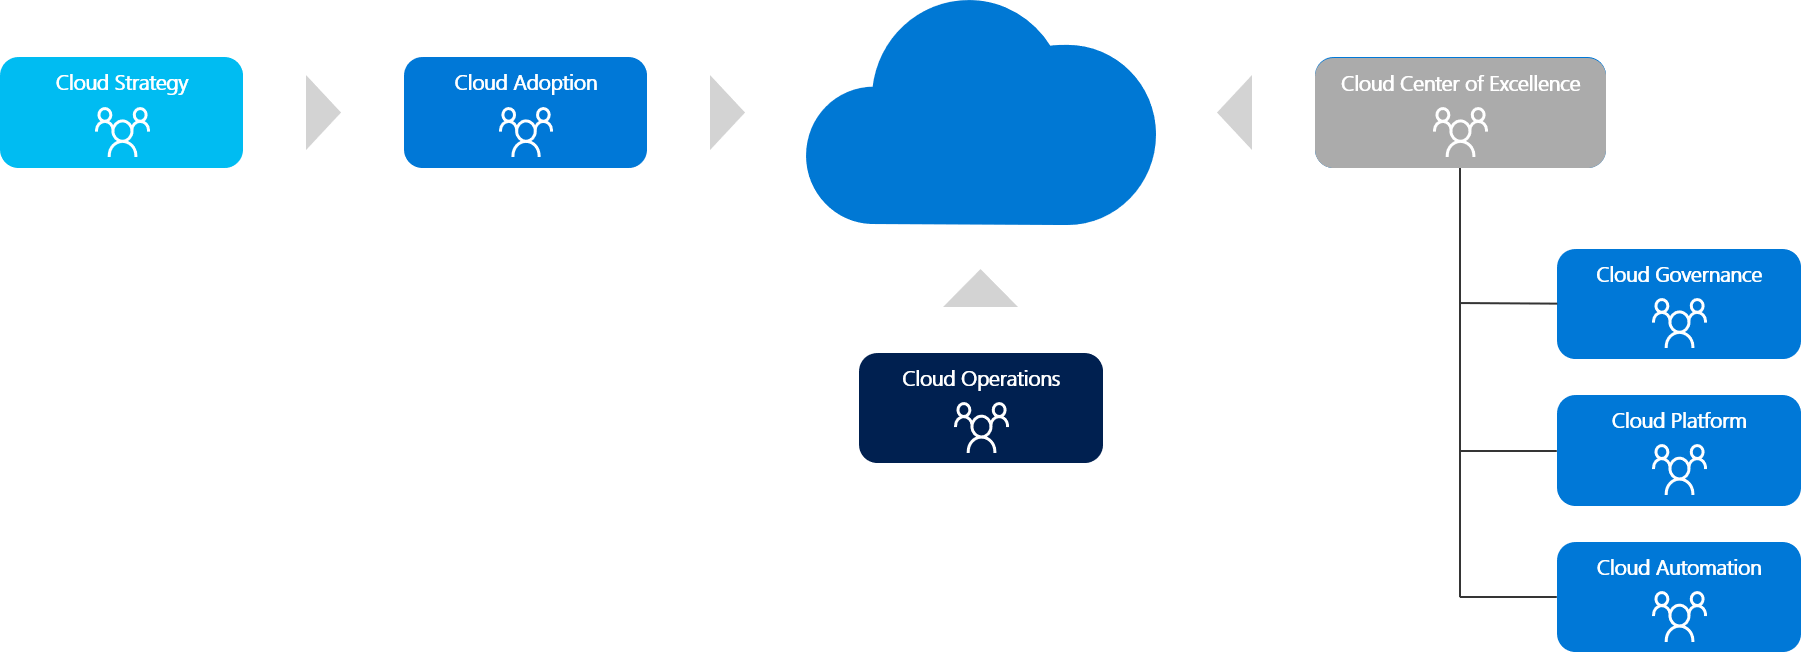 Cloud Strategy
Cloud Adoption
Cloud Center of Excellence
Cloud Governance
Cloud Operations
Cloud Platform
Cloud Automation